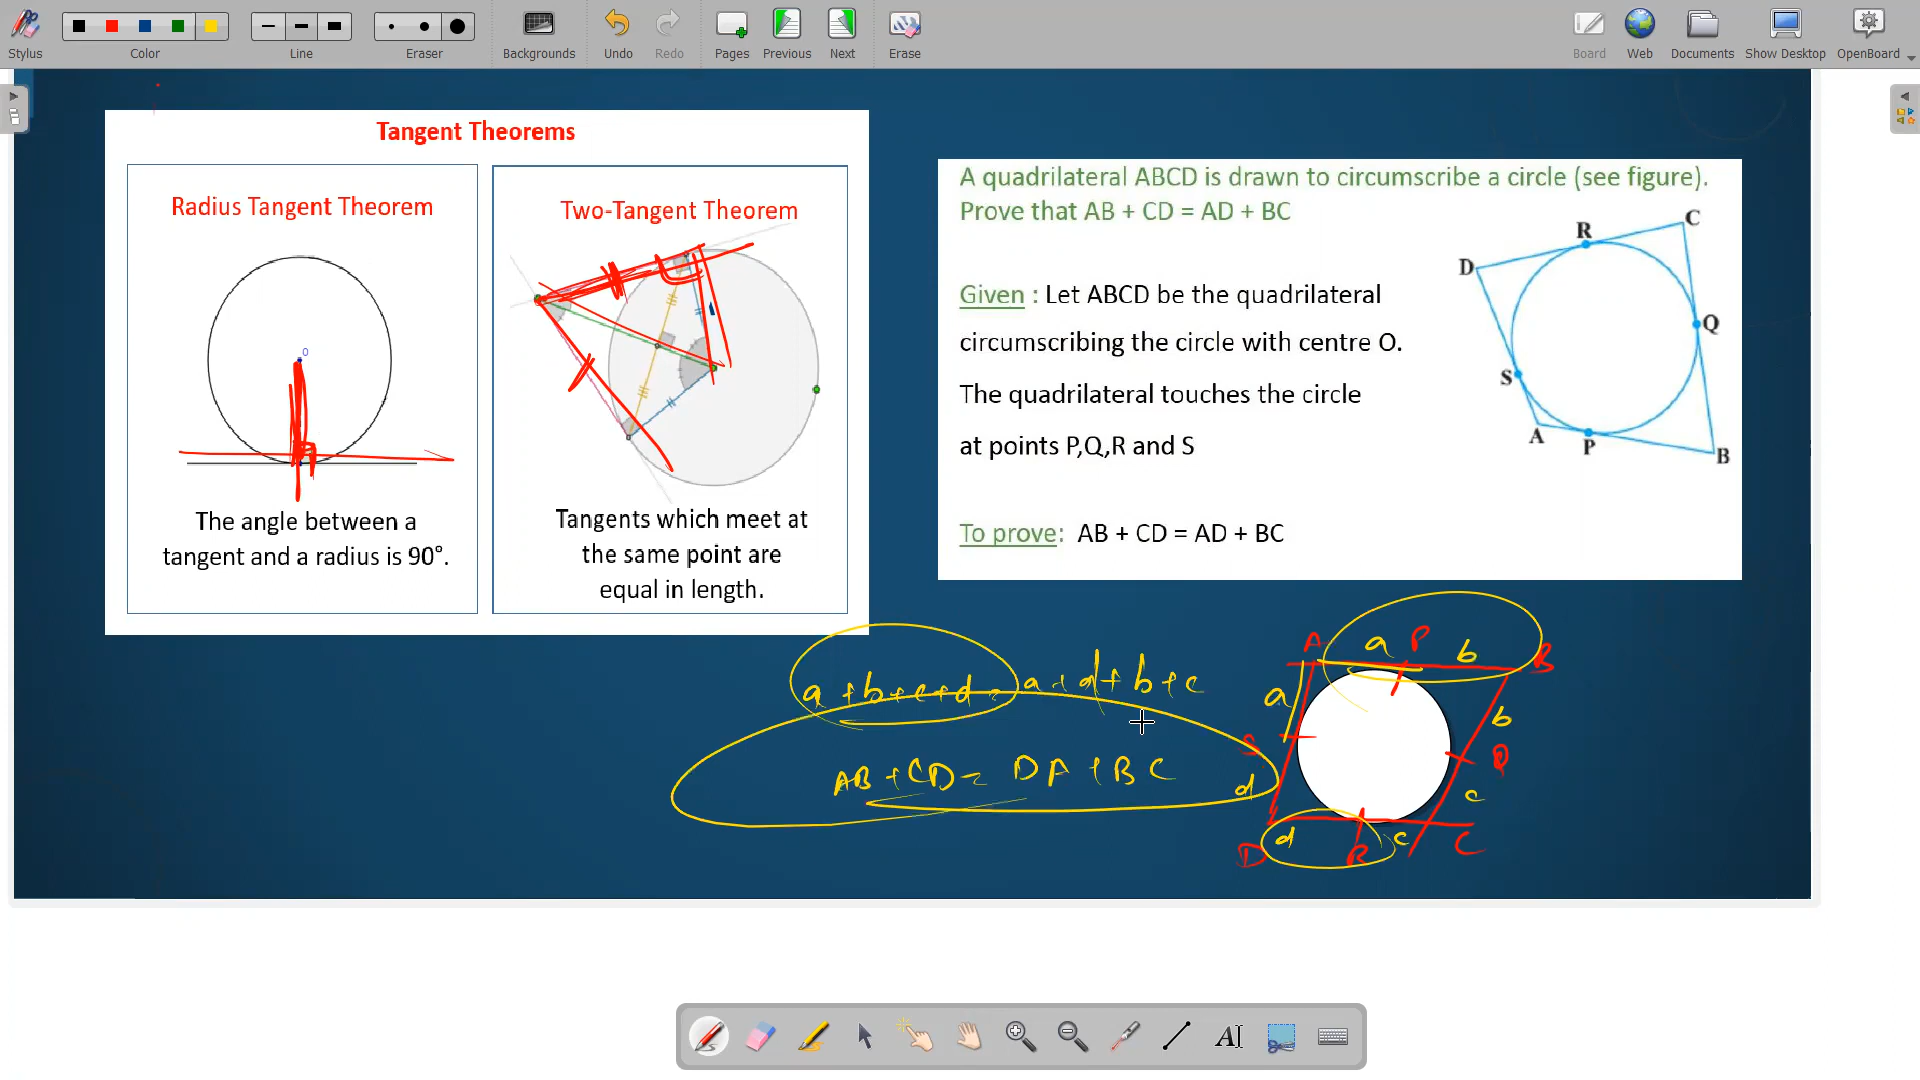 Stylus
Color
Line
Eraser
Backgrounds
Undo
Redo
Pages
Previous
Next
Erase
Board
Web
Documents
Show Desktop
OpenBoard
Tangent Theorems
Radius Tangent Theorem
O
The angle between a
tangent and a radius is 90°.
Two-Tangent Theorem
Tangents which meet at
the same point are
equal in length.
A quadrilateral ABCD is drawn to circumscribe a circle (see figure).
Prove that AB + CD = AD + BC
Given : Let ABCD be the quadrilateral
circumscribing the circle with centre O.
The quadrilateral touches the circle
at points P,Q,R and S
To prove: AB + CD = AD + BC
R
C
D
Q
S
A
P
B
a+b+c+d = a+d+b+c
AB+CD = DA+BC
A
a
P
b
B
a
b
S
Q
d
c
D
d
R
c
C
AI